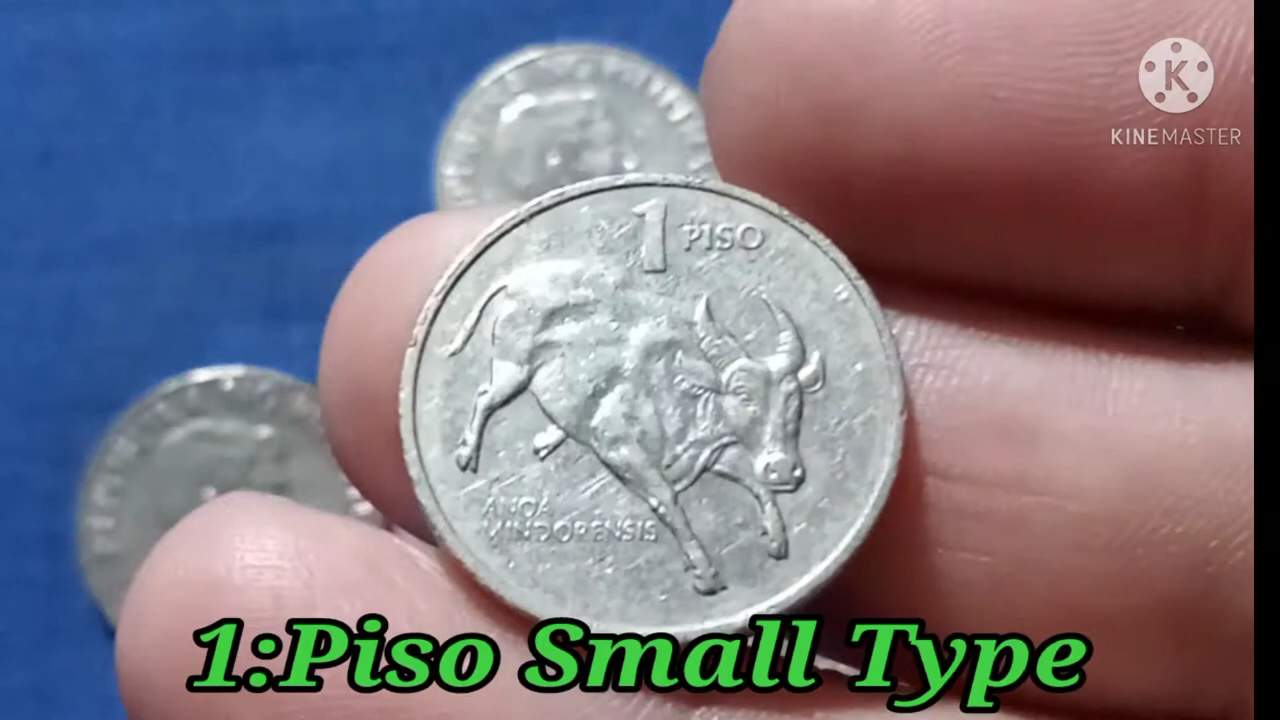 K
KINEMASTER
1 PISO
ANOA
MINDORENSIS
1:Piso Small Type